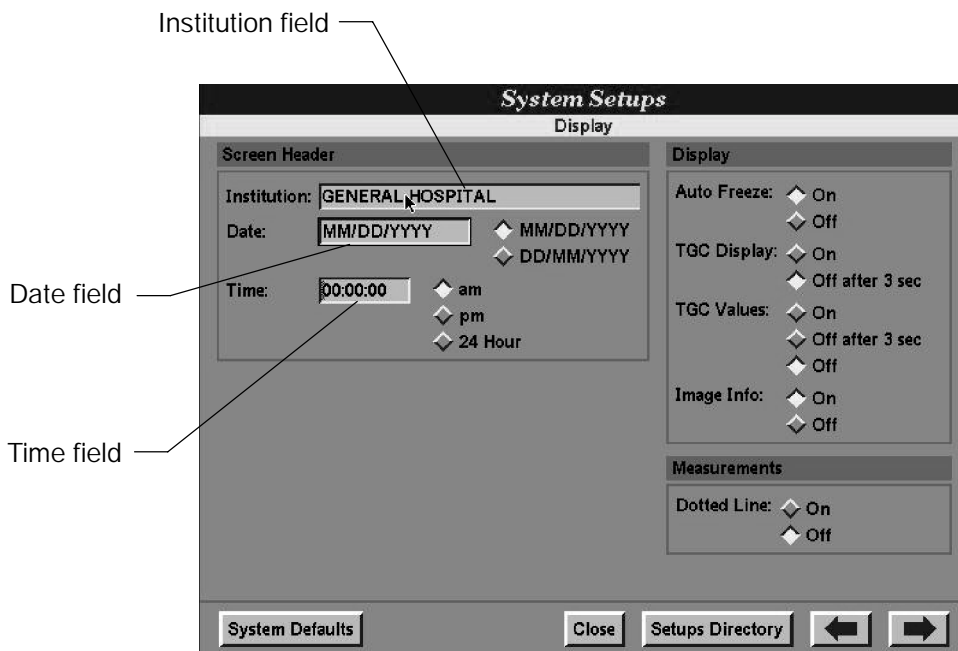 Institution field
System Setups
Display
Screen Header
Institution: GENERAL HOSPITAL
Date: MM/DD/YYYY
MM/DD/YYYY
DD/MM/YYYY
Time: 00:00:00
am
pm
24 Hour
Display
Auto Freeze: On
Off
TGC Display: On
Off after 3 sec
TGC Values: On
Off after 3 sec
Off
Image Info: On
Off
Measurements
Dotted Line: On
Off
Date field
Time field
System Defaults
Close
Setups Directory